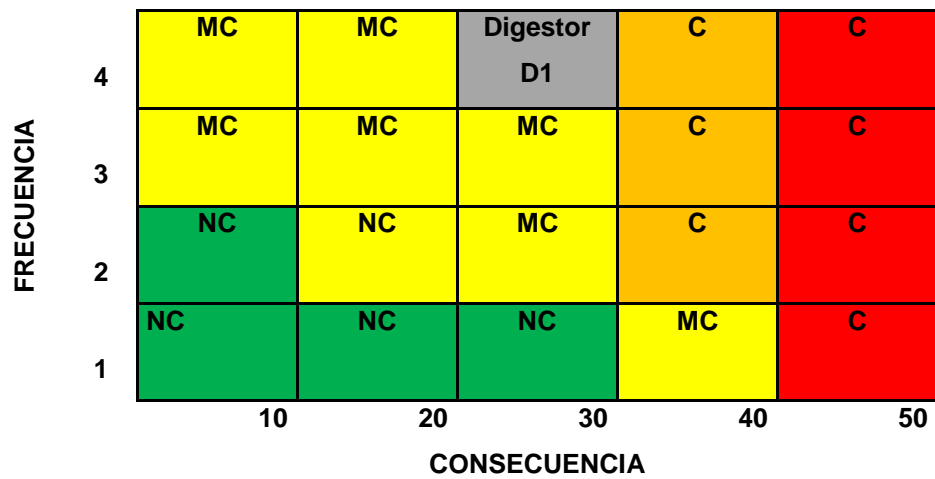 MC MC Digestor C C
D1
4
MC MC MC C C
3
NC NC MC C C
2
NC NC NC MC C
1
FRECUENCIA
10 20 30 40 50
CONSECUENCIA